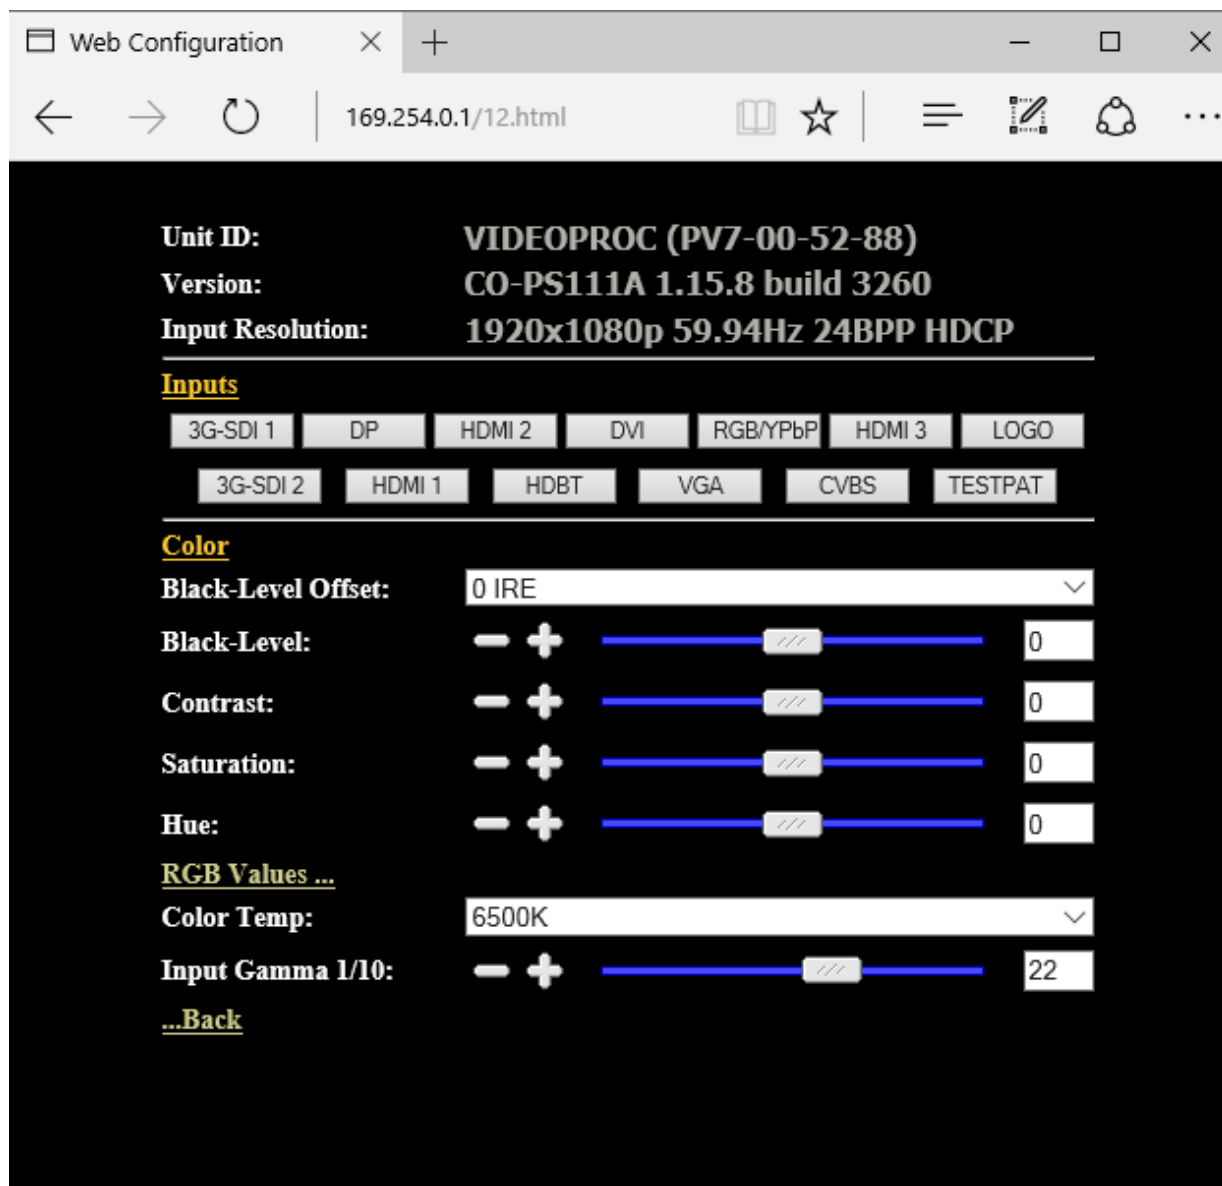 Web Configuration
169.254.0.1/12.html
Unit ID: VIDEOPROC (PV7-00-52-88)
Version: CO-PS111A 1.15.8 build 3260
Input Resolution: 1920x1080p 59.94Hz 24BPP HDCP
Inputs
3G-SDI 1 DP HDMI 2 DVI RGB/YPbP HDMI 3 LOGO
3G-SDI 2 HDMI 1 HDBT VGA CVBS TESTPAT
Color
Black-Level Offset: 0 IRE
Black-Level: 0
Contrast: 0
Saturation: 0
Hue: 0
RGB Values ...
Color Temp: 6500K
Input Gamma 1/10: 22
...Back